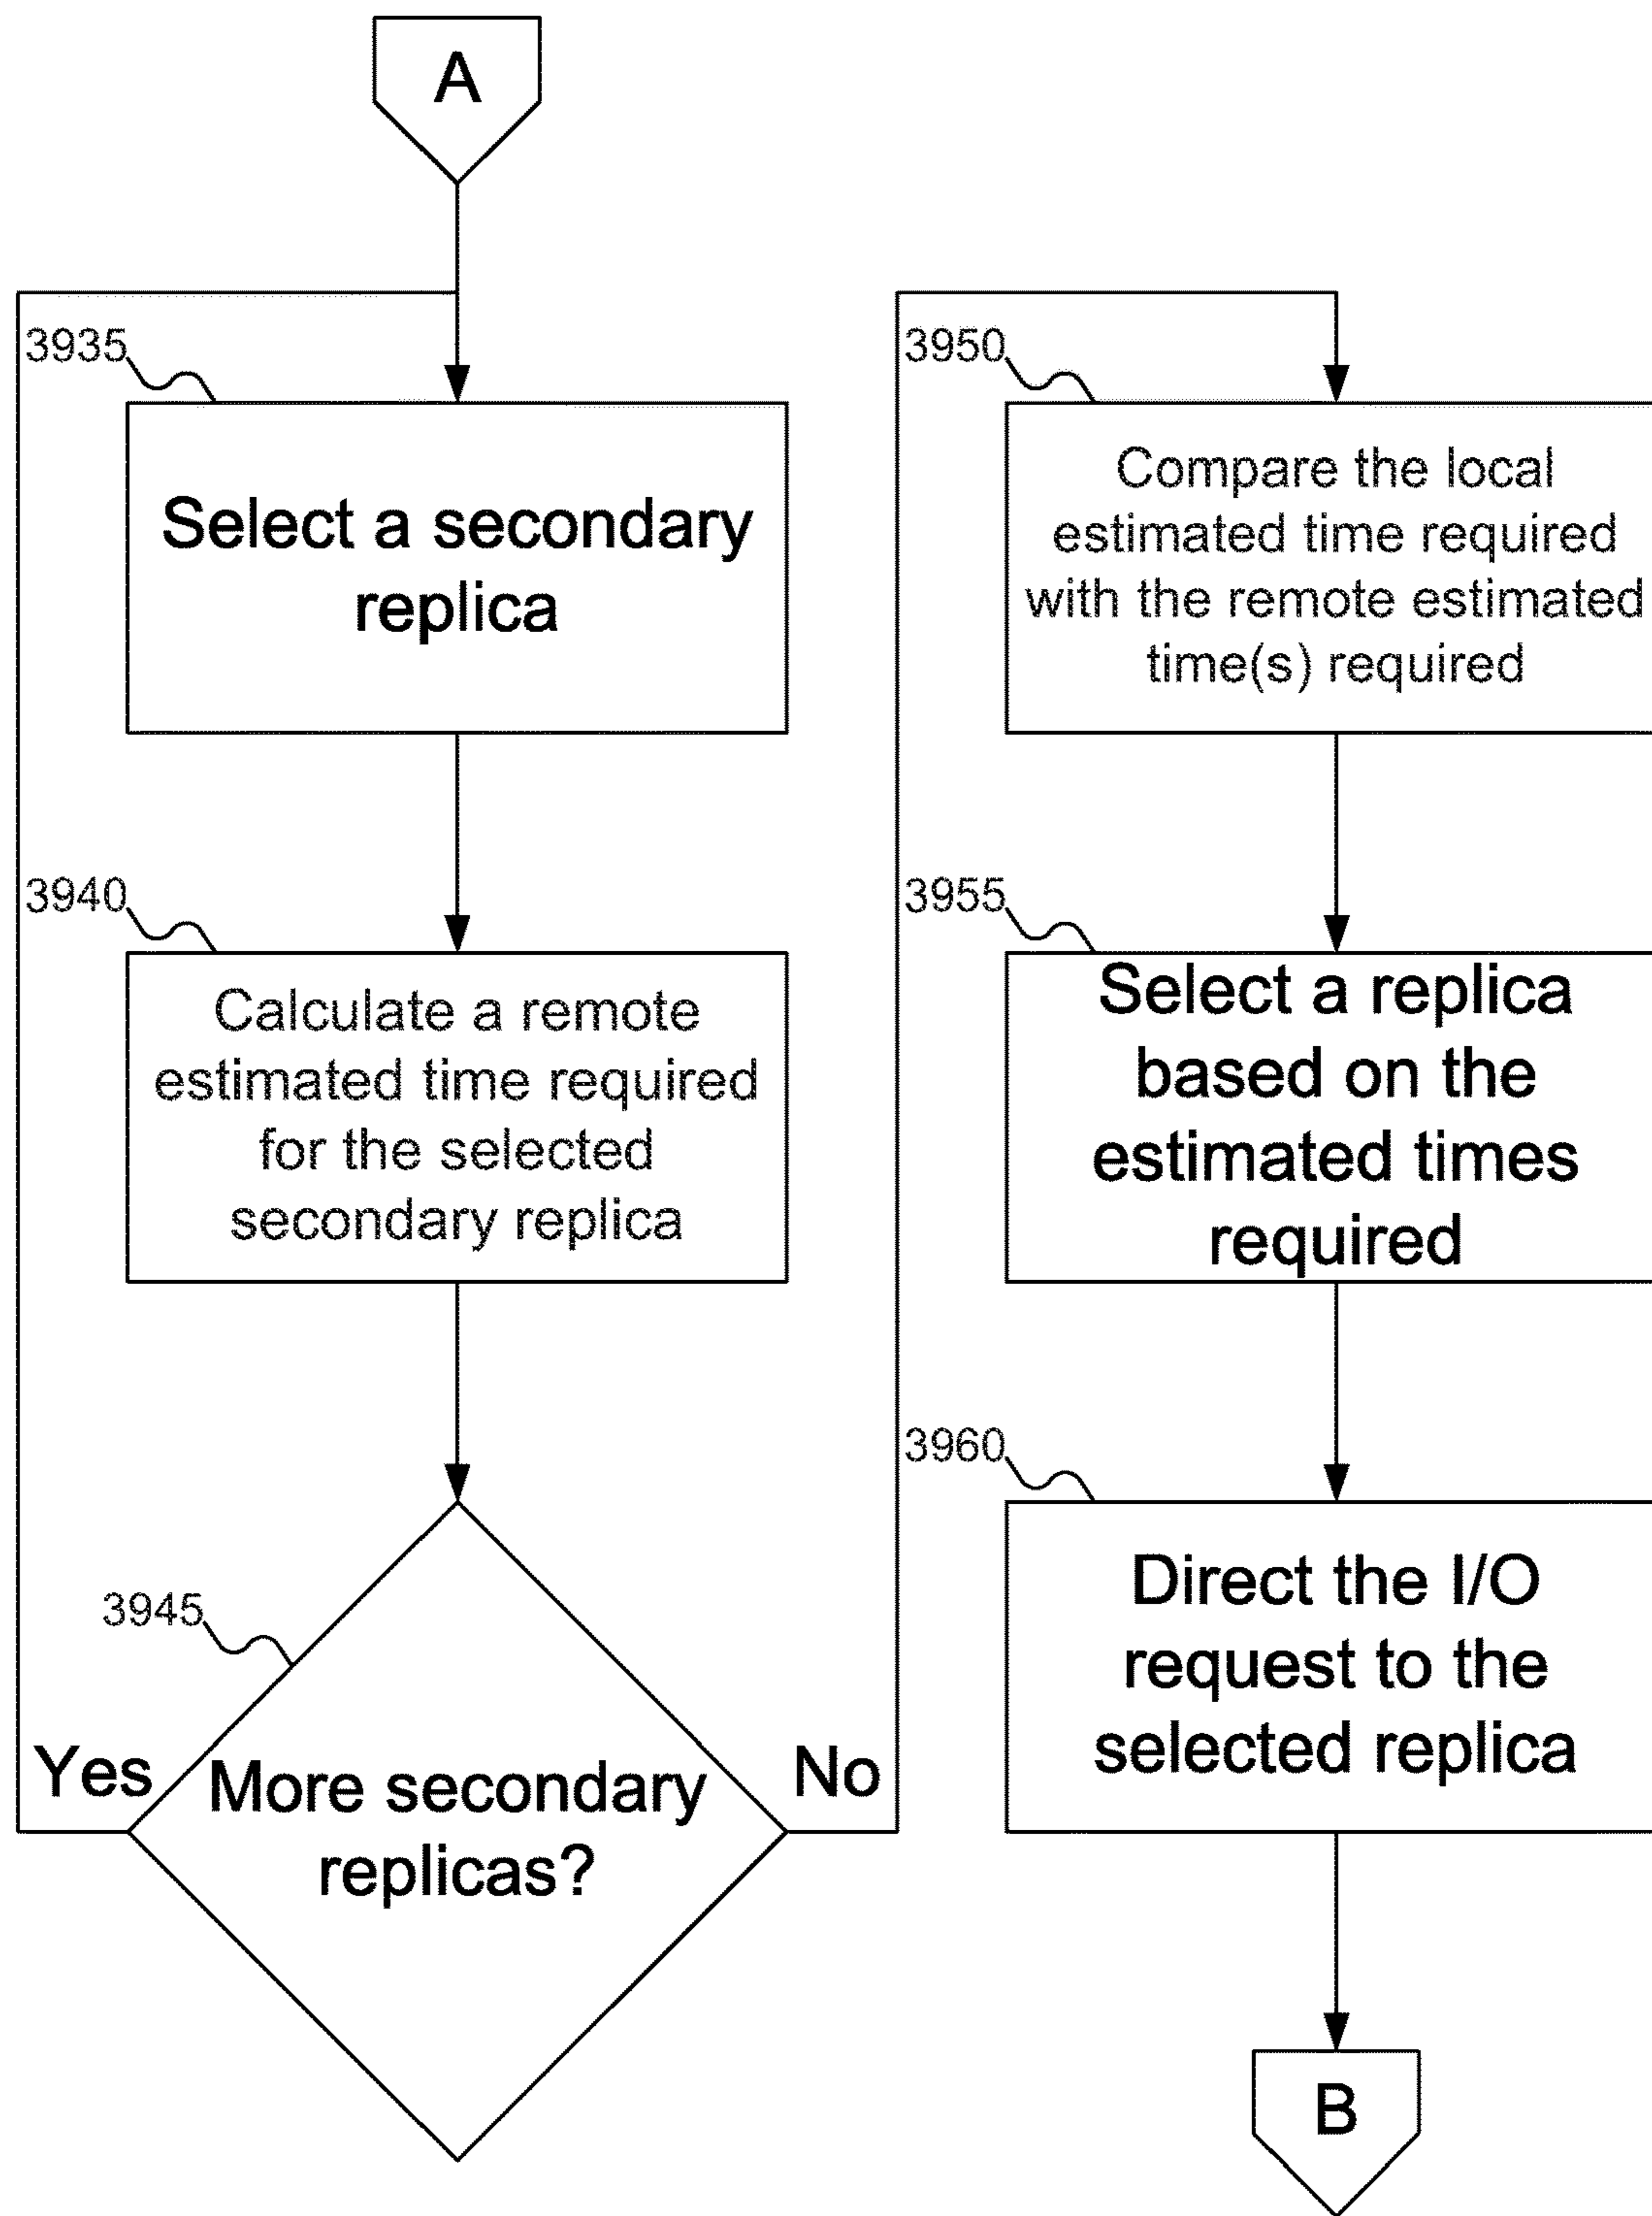 A
3935
Select a secondary
replica
3940
Calculate a remote
estimated time required
for the selected
secondary replica
3945
Yes
More secondary
replicas?
No
3950
Compare the local
estimated time required
with the remote estimated
time(s) required
3955
Select a replica
based on the
estimated times
required
3960
Direct the I/O
request to the
selected replica
B